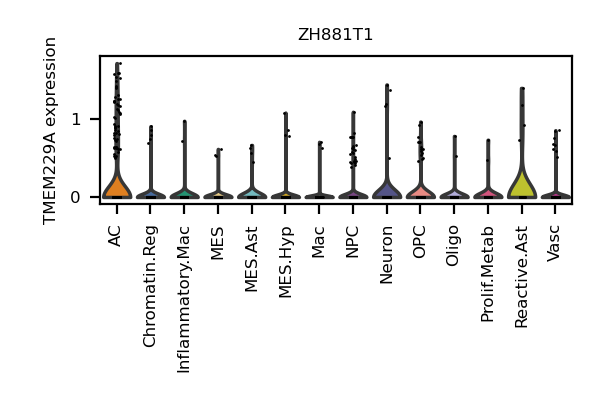 ZH881T1
TMEM229A expression
1
0
AC
Chromatin.Reg
Inflammatory.Mac
MES
MES.Ast
MES.Hyp
Mac
NPC
Neuron
OPC
Oligo
Prolif.Metab
Reactive.Ast
Vasc